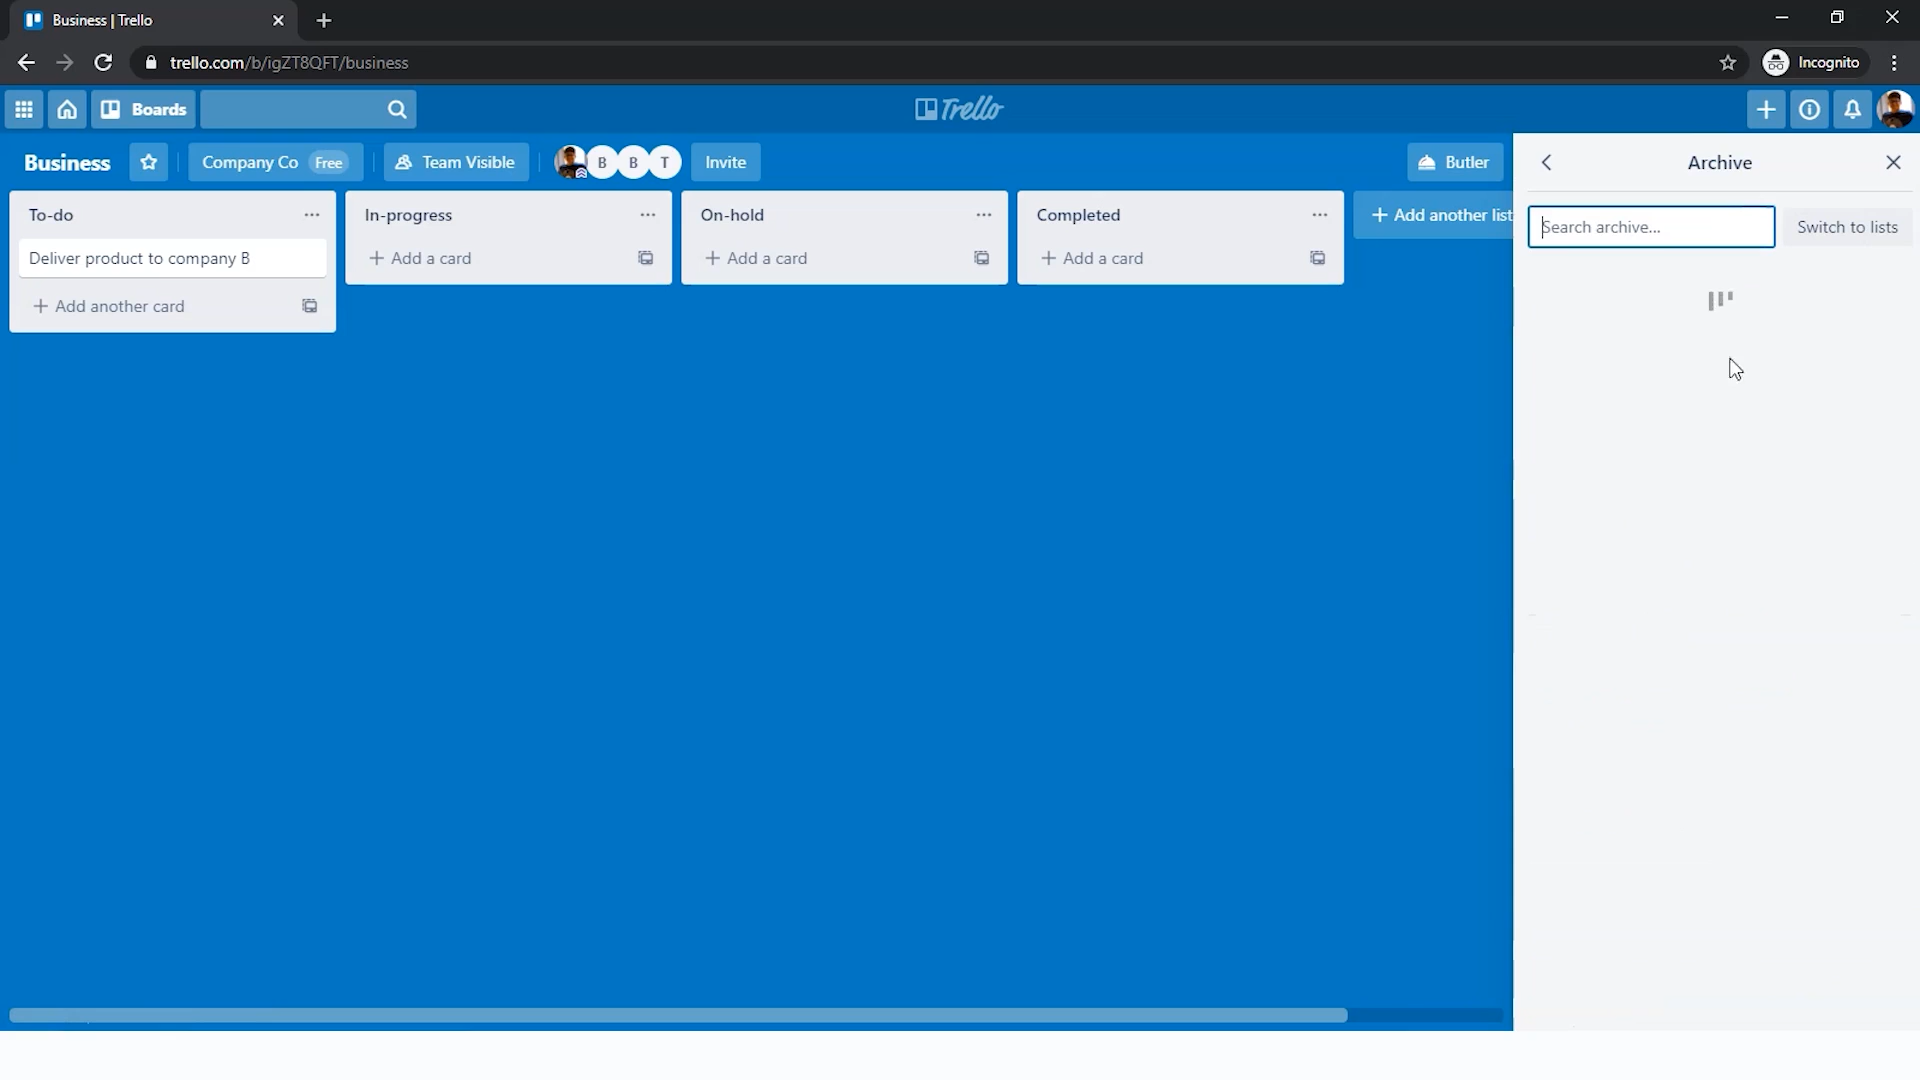 Business | Trello
trello.com/b/igZT8QFT/business
Incognito
Boards
Trello
Business
Company Co Free
Team Visible
B B T
Invite
Butler
Archive
To-do
Deliver product to company B
Add another card
In-progress
Add a card
On-hold
Add a card
Completed
Add a card
Add another list
Search archive...
Switch to lists